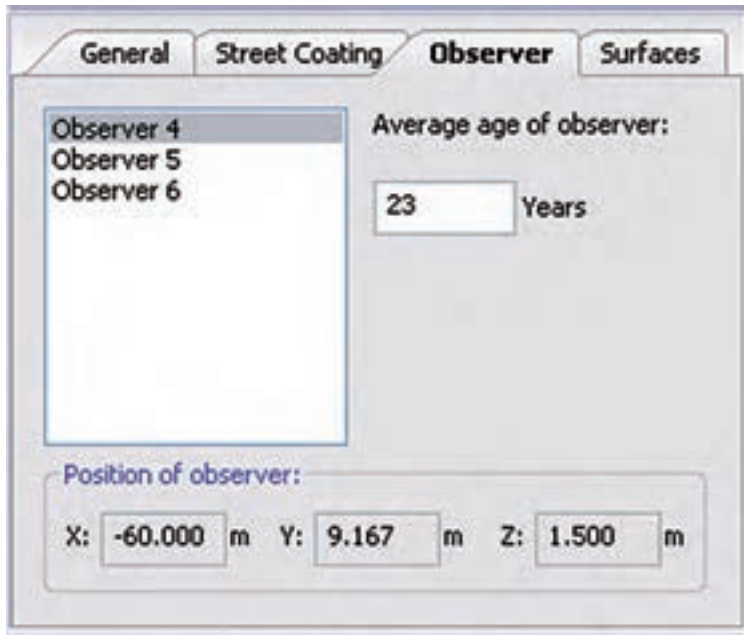 General Street Coating Observer Surfaces
Observer 4
Observer 5
Observer 6
Average age of observer:
23 Years
Position of observer:
X: -60.000 m Y: 9.167 m Z: 1.500 m